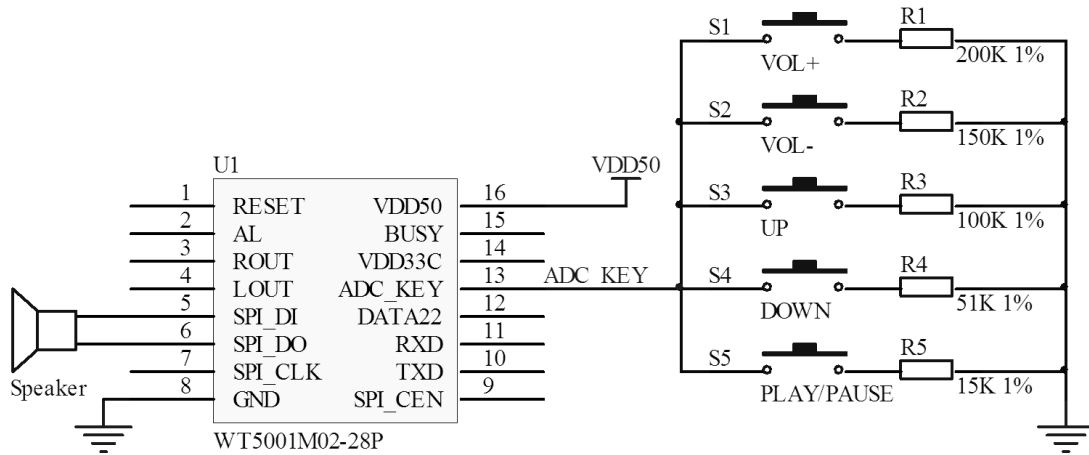 S1
R1
VOL+
200K 1%
S2
R2
VOL-
150K 1%
U1
VDD50
S3
R3
UP
100K 1%
1 RESET VDD50 16
2 AL BUSY 15
3 ROUT VDD33C 14
4 LOUT ADC_KEY 13 ADC_KEY
S4
R4
DOWN
51K 1%
5 SPI_DI DATA22 12
6 SPI_DO RXD 11
7 SPI_CLK TXD 10
8 GND SPI_CEN 9
S5
R5
PLAY/PAUSE
15K 1%
Speaker
WT5001M02-28P